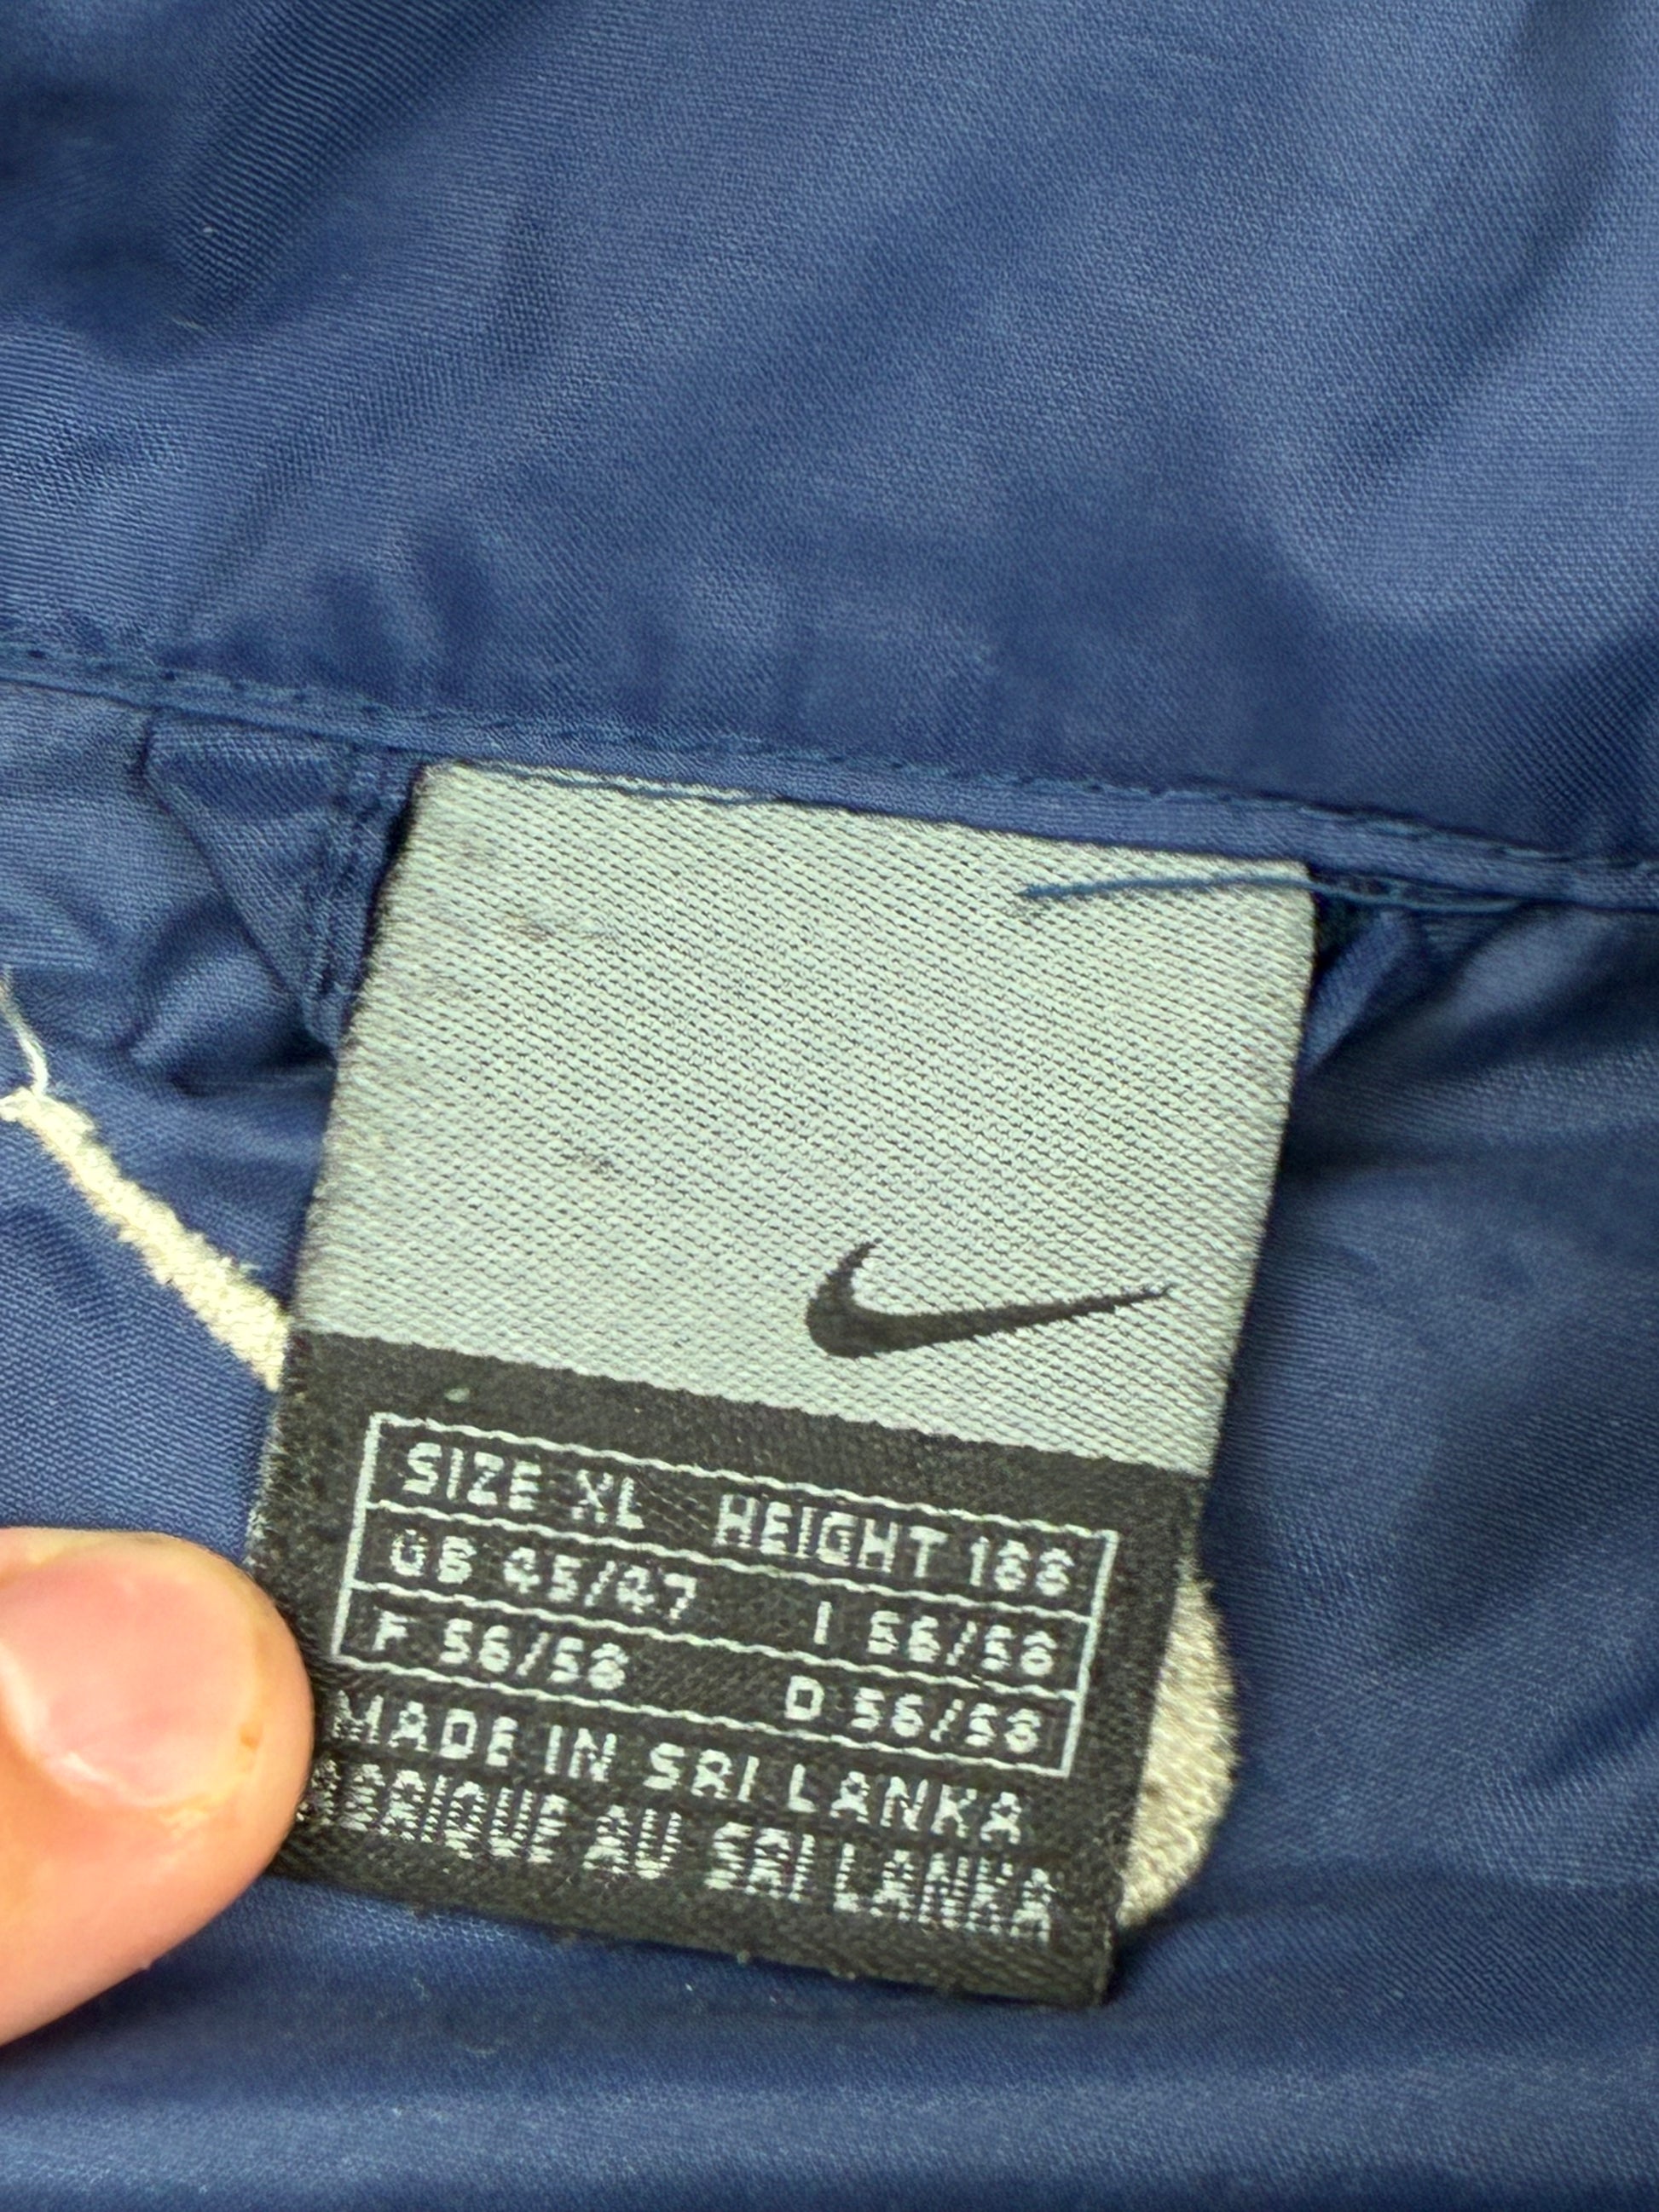 SIZE XL HEIGHT 188
GB 45/47 I 56/58
F 56/58 D 56/58
MADE IN SRI LANKA
AU SRI LANKA